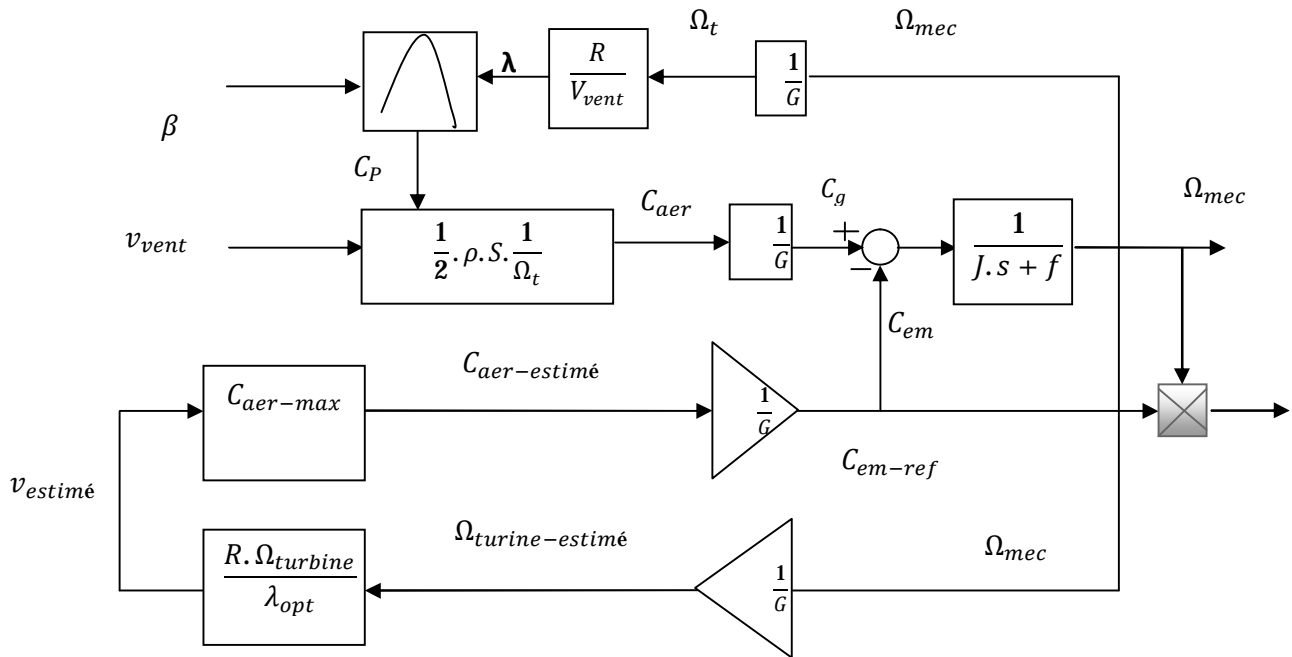 Ω_t Ω_mec
β
λ
R/V_vent
1/G
C_P
v_vent
1/2.ρ.S.1/Ω_t
C_aer
1/G
C_g
+
−
1/(J.s + f)
Ω_mec
C_em
C_aer−max
C_aer−estimé
1/G
C_em−ref
v_estimé
R.Ω_turbine/λ_opt
Ω_turine−estimé
1/G
Ω_mec